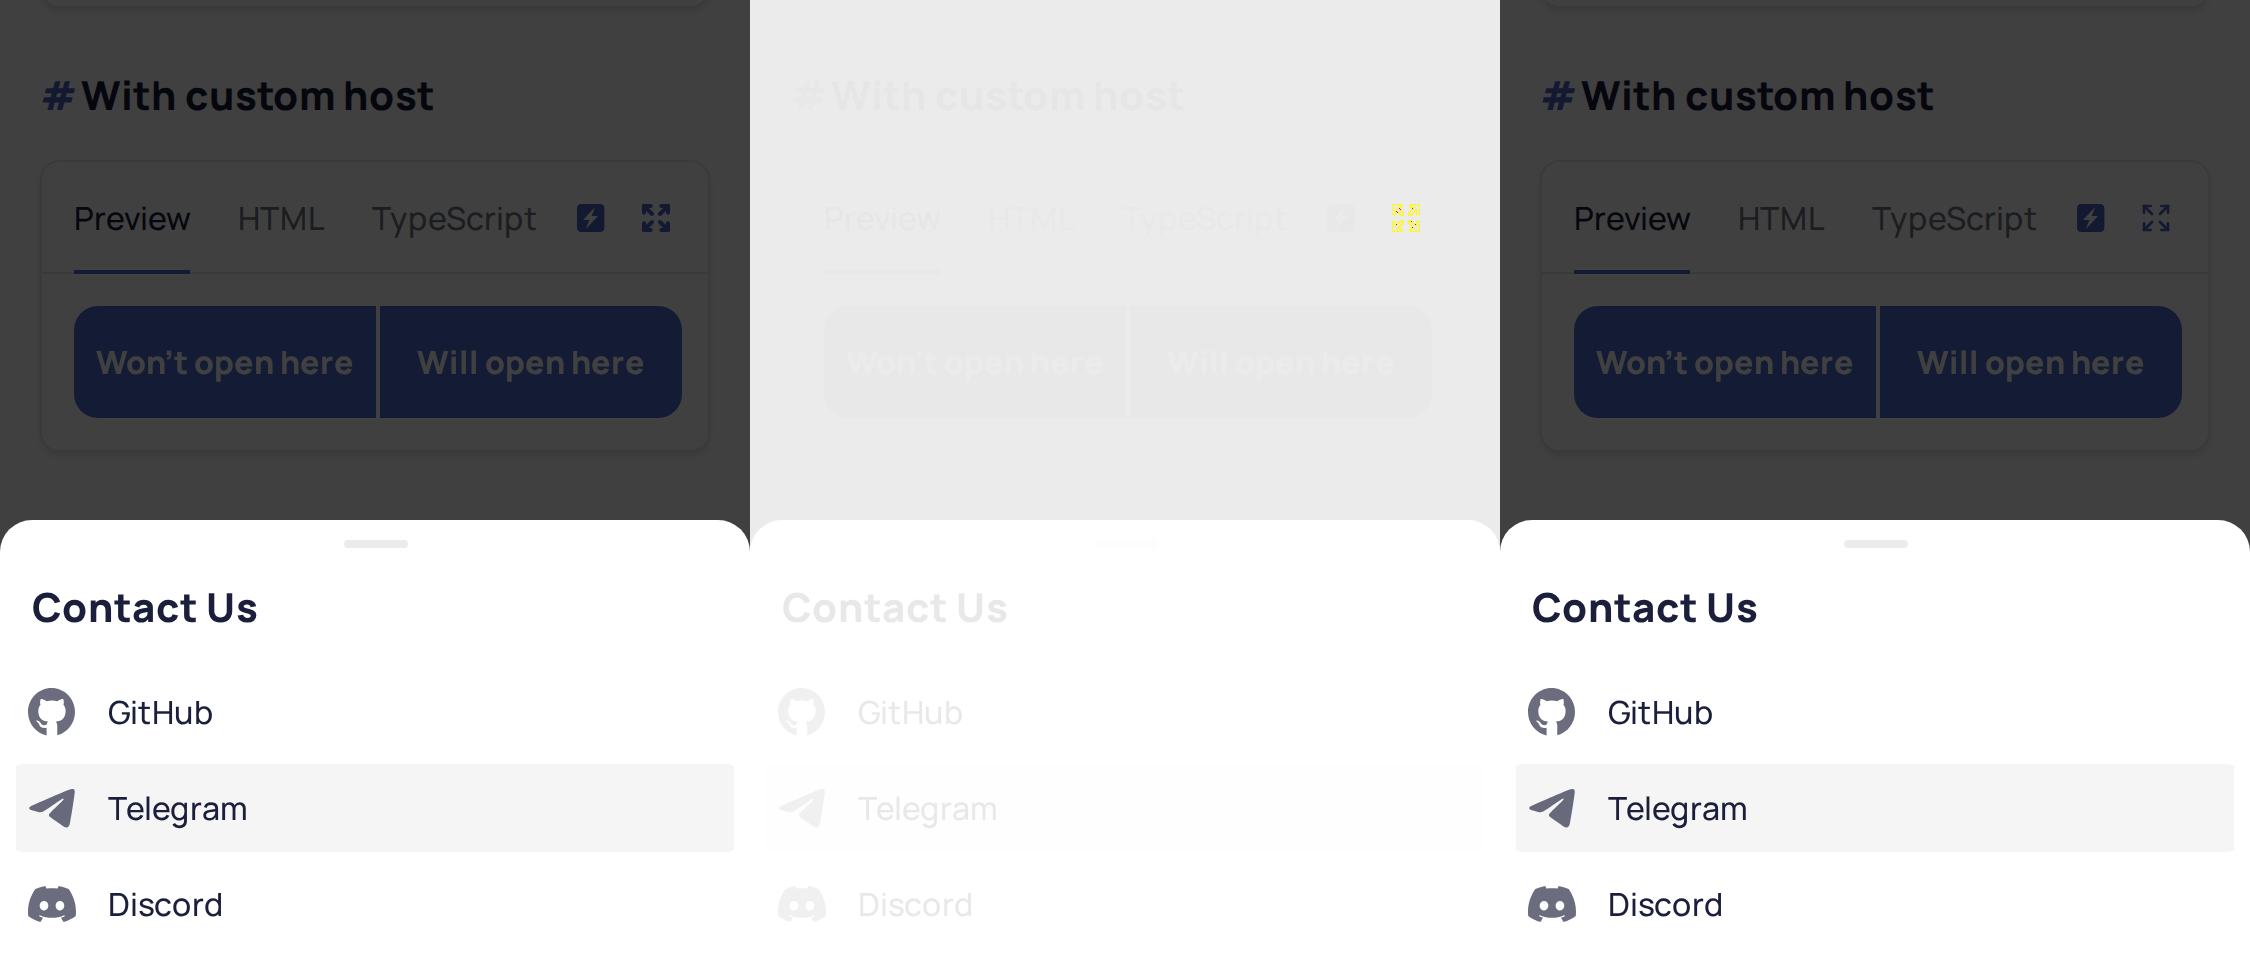 # With custom host # With custom host # With custom host
Preview HTML TypeScript Preview HTML TypeScript Preview HTML TypeScript
Won't open here Will open here Won't open here Will open here Won't open here Will open here
Contact Us Contact Us Contact Us
GitHub GitHub GitHub
Telegram Telegram Telegram
Discord Discord Discord